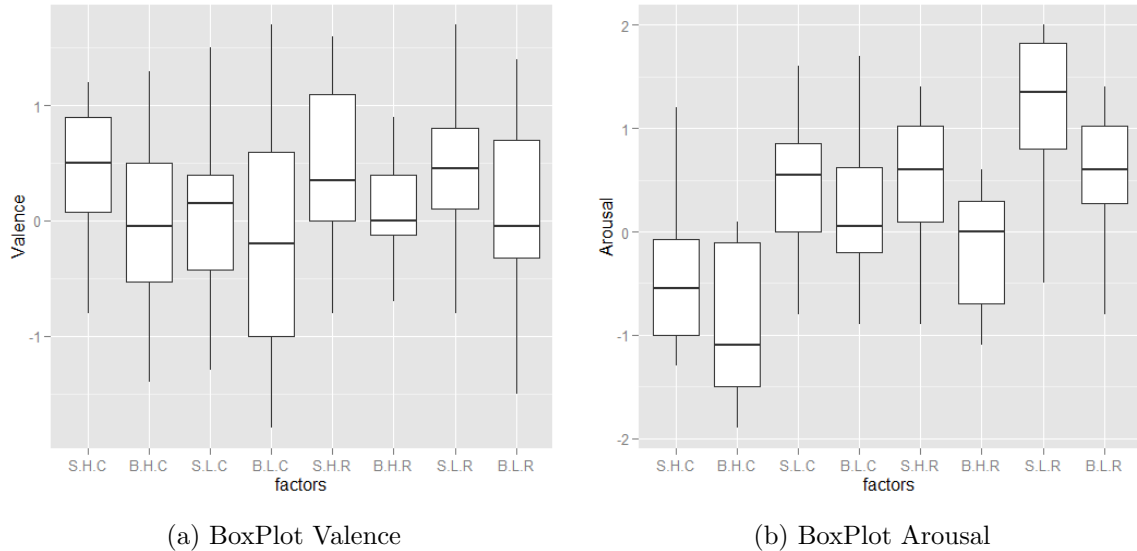 Valence
1
0
-1
S.H.C B.H.C S.L.C B.L.C S.H.R B.H.R S.L.R B.L.R
factors
(a) BoxPlot Valence
Arousal
2
1
0
-1
-2
S.H.C B.H.C S.L.C B.L.C S.H.R B.H.R S.L.R B.L.R
factors
(b) BoxPlot Arousal